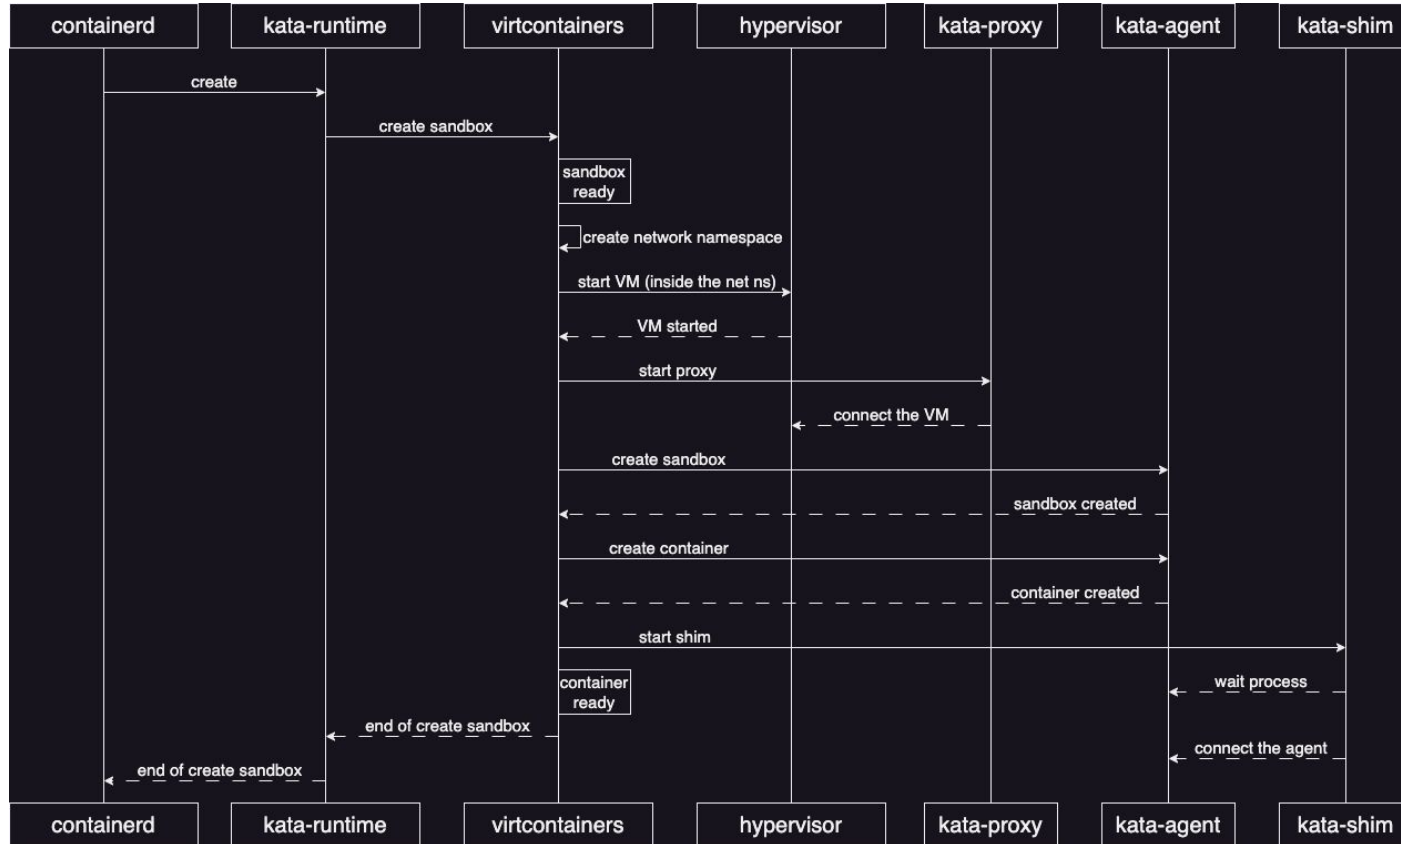 containerd
kata-runtime
virtcontainers
hypervisor
kata-proxy
kata-agent
kata-shim
create
create sandbox
sandbox
ready
create network namespace
start VM (inside the net ns)
VM started
start proxy
connect the VM
create sandbox
sandbox created
create container
container created
start shim
container
ready
wait process
end of create sandbox
connect the agent
end of create sandbox
containerd
kata-runtime
virtcontainers
hypervisor
kata-proxy
kata-agent
kata-shim